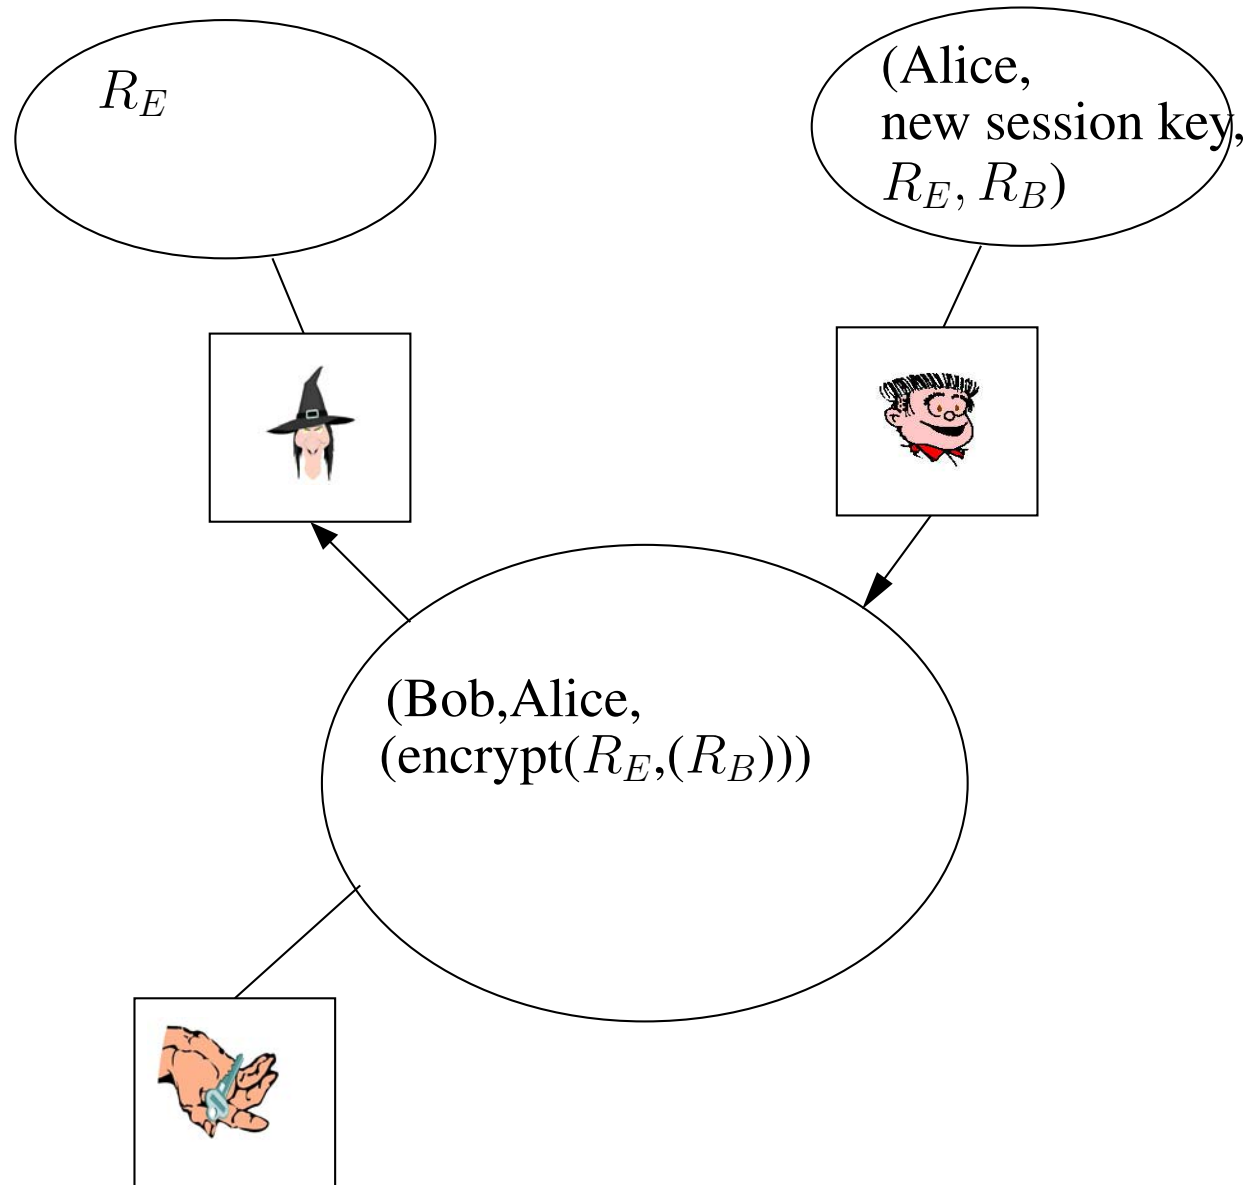 R_E
(Alice,
new session key,
R_E, R_B)
(Bob,Alice,
(encrypt(R_E,(R_B)))